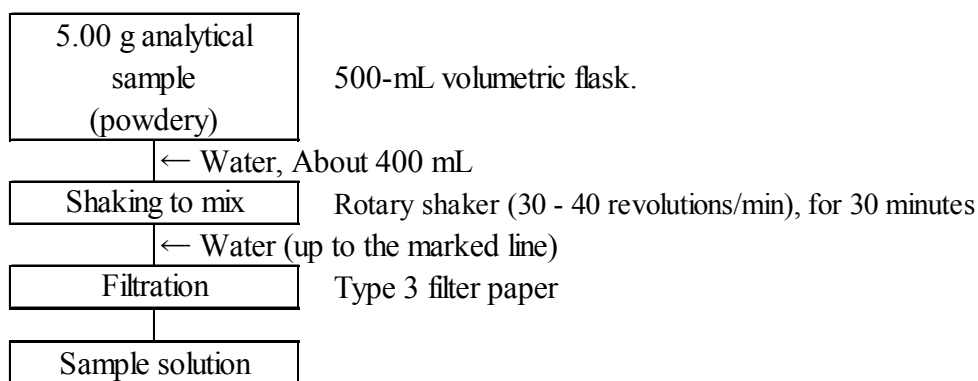 5.00 g analytical
sample
(powdery)
500-mL volumetric flask.
← Water, About 400 mL
Shaking to mix
Rotary shaker (30 - 40 revolutions/min), for 30 minutes
← Water (up to the marked line)
Filtration
Type 3 filter paper
Sample solution